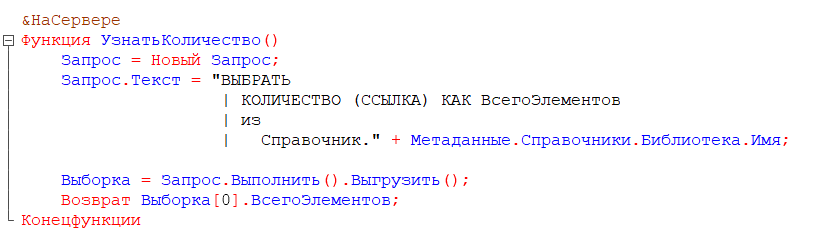 &НаСервере
Функция УзнатьКоличество()
Запрос = Новый Запрос;
Запрос.Текст = "ВЫБРАТЬ
| КОЛИЧЕСТВО (ССЫЛКА) КАК ВсегоЭлементов
| из
| Справочник." + Метаданные.Справочники.Библиотека.Имя;
Выборка = Запрос.Выполнить().Выгрузить();
Возврат Выборка[0].ВсегоЭлементов;
Конецфункции